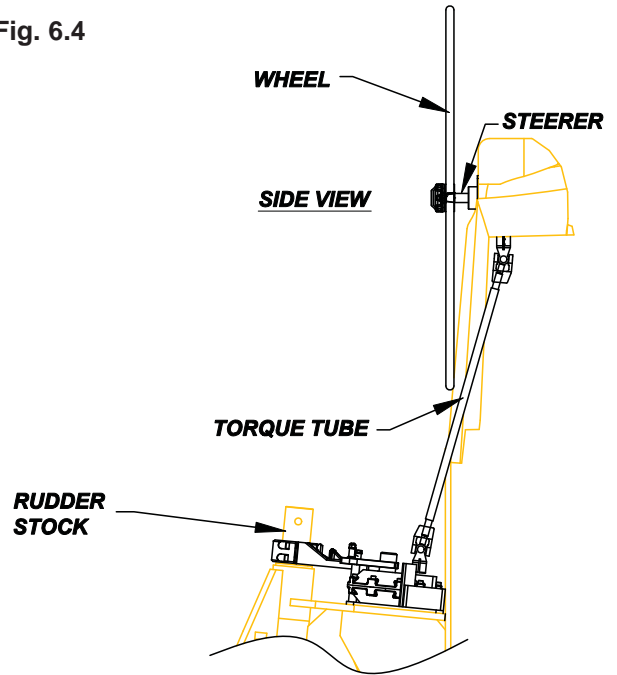 Fig. 6.4
WHEEL
STEERER
SIDE VIEW
TORQUE TUBE
RUDDER
STOCK